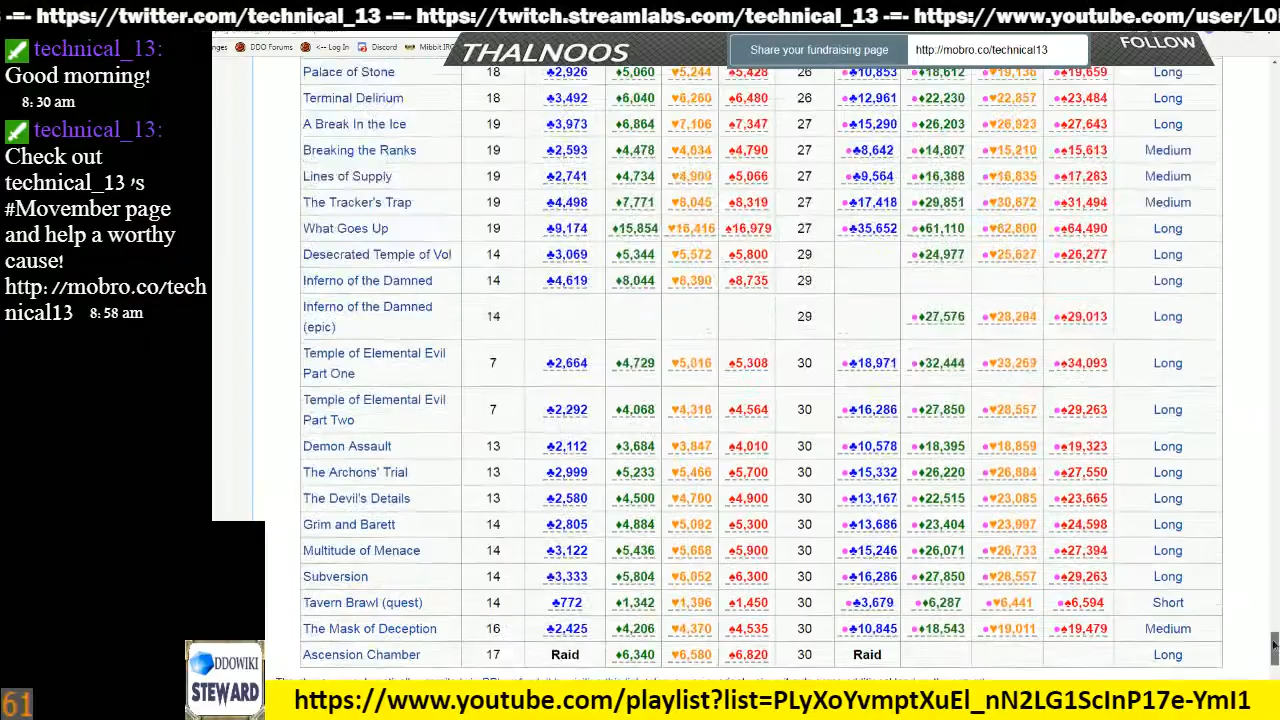 -=- https://twitter.com/technical_13 -=- https://twitch.streamlabs.com/technical_13 -=- https://www.youtube.com/user/L0
technical_13:
Good morning!
8:30 am
technical_13:
Check out
technical_13's
#Movember page
and help a worthy
cause!
http://mobro.co/tech
nical13 8:58 am
nges DDO Forums <-- Log In Discord Mibbit IR
THALNOOS
Share your fundraising page http://mobro.co/technical13
FOLLOW
Palace of Stone 18 ♣2,926 ♦5,060 ♥5,244 ♠5,428 26 ♣10,853 ♦18,612 ♥19,136 ♠19,659 Long
Terminal Delirium 18 ♣3,492 ♦6,040 ♥6,260 ♠6,480 26 ♣12,961 ♦22,230 ♥22,857 ♠23,484 Long
A Break In the Ice 19 ♣3,973 ♦6,864 ♥7,106 ♠7,347 27 ♣15,290 ♦26,203 ♥26,923 ♠27,643 Long
Breaking the Ranks 19 ♣2,593 ♦4,478 ♥4,634 ♠4,790 27 ♣8,642 ♦14,807 ♥15,210 ♠15,613 Medium
Lines of Supply 19 ♣2,741 ♦4,734 ♥4,900 ♠5,066 27 ♣9,564 ♦16,388 ♥16,835 ♠17,283 Medium
The Tracker's Trap 19 ♣4,498 ♦7,771 ♥8,045 ♠8,319 27 ♣17,418 ♦29,851 ♥30,672 ♠31,494 Medium
What Goes Up 19 ♣9,174 ♦15,854 ♥16,416 ♠16,979 27 ♣35,652 ♦61,110 ♥62,800 ♠64,490 Long
Desecrated Temple of Vol 14 ♣3,069 ♦5,344 ♥5,572 ♠5,800 29 ♦24,977 ♥25,627 ♠26,277 Long
Inferno of the Damned 14 ♣4,619 ♦8,044 ♥8,390 ♠8,735 29 Long
Inferno of the Damned
(epic) 14 29 ♦27,576 ♥28,294 ♠29,013 Long
Temple of Elemental Evil
Part One 7 ♣2,664 ♦4,729 ♥5,016 ♠5,308 30 ♣18,971 ♦32,444 ♥33,269 ♠34,093 Long
Temple of Elemental Evil
Part Two 7 ♣2,292 ♦4,068 ♥4,316 ♠4,564 30 ♣16,286 ♦27,850 ♥28,557 ♠29,263 Long
Demon Assault 13 ♣2,112 ♦3,684 ♥3,847 ♠4,010 30 ♣10,578 ♦18,395 ♥18,859 ♠19,323 Long
The Archons' Trial 13 ♣2,999 ♦5,233 ♥5,466 ♠5,700 30 ♣15,332 ♦26,220 ♥26,884 ♠27,550 Long
The Devil's Details 13 ♣2,580 ♦4,500 ♥4,700 ♠4,900 30 ♣13,167 ♦22,515 ♥23,085 ♠23,665 Long
Grim and Barett 14 ♣2,805 ♦4,884 ♥5,092 ♠5,300 30 ♣13,686 ♦23,404 ♥23,997 ♠24,598 Long
Multitude of Menace 14 ♣3,122 ♦5,436 ♥5,668 ♠5,900 30 ♣15,246 ♦26,071 ♥26,733 ♠27,394 Long
Subversion 14 ♣3,333 ♦5,804 ♥6,052 ♠6,300 30 ♣16,286 ♦27,850 ♥28,557 ♠29,263 Long
Tavern Brawl (quest) 14 ♣772 ♦1,342 ♥1,396 ♠1,450 30 ♣3,679 ♦6,287 ♥6,441 ♠6,594 Short
The Mask of Deception 16 ♣2,425 ♦4,206 ♥4,370 ♠4,535 30 ♣10,845 ♦18,543 ♥19,011 ♠19,479 Medium
Ascension Chamber 17 Raid ♦6,340 ♥6,580 ♠6,820 30 Raid Long
DDOWIKI
STEWARD
61
https://www.youtube.com/playlist?list=PLyXoYvmptXuEl_nN2LG1ScInP17e-YmI1